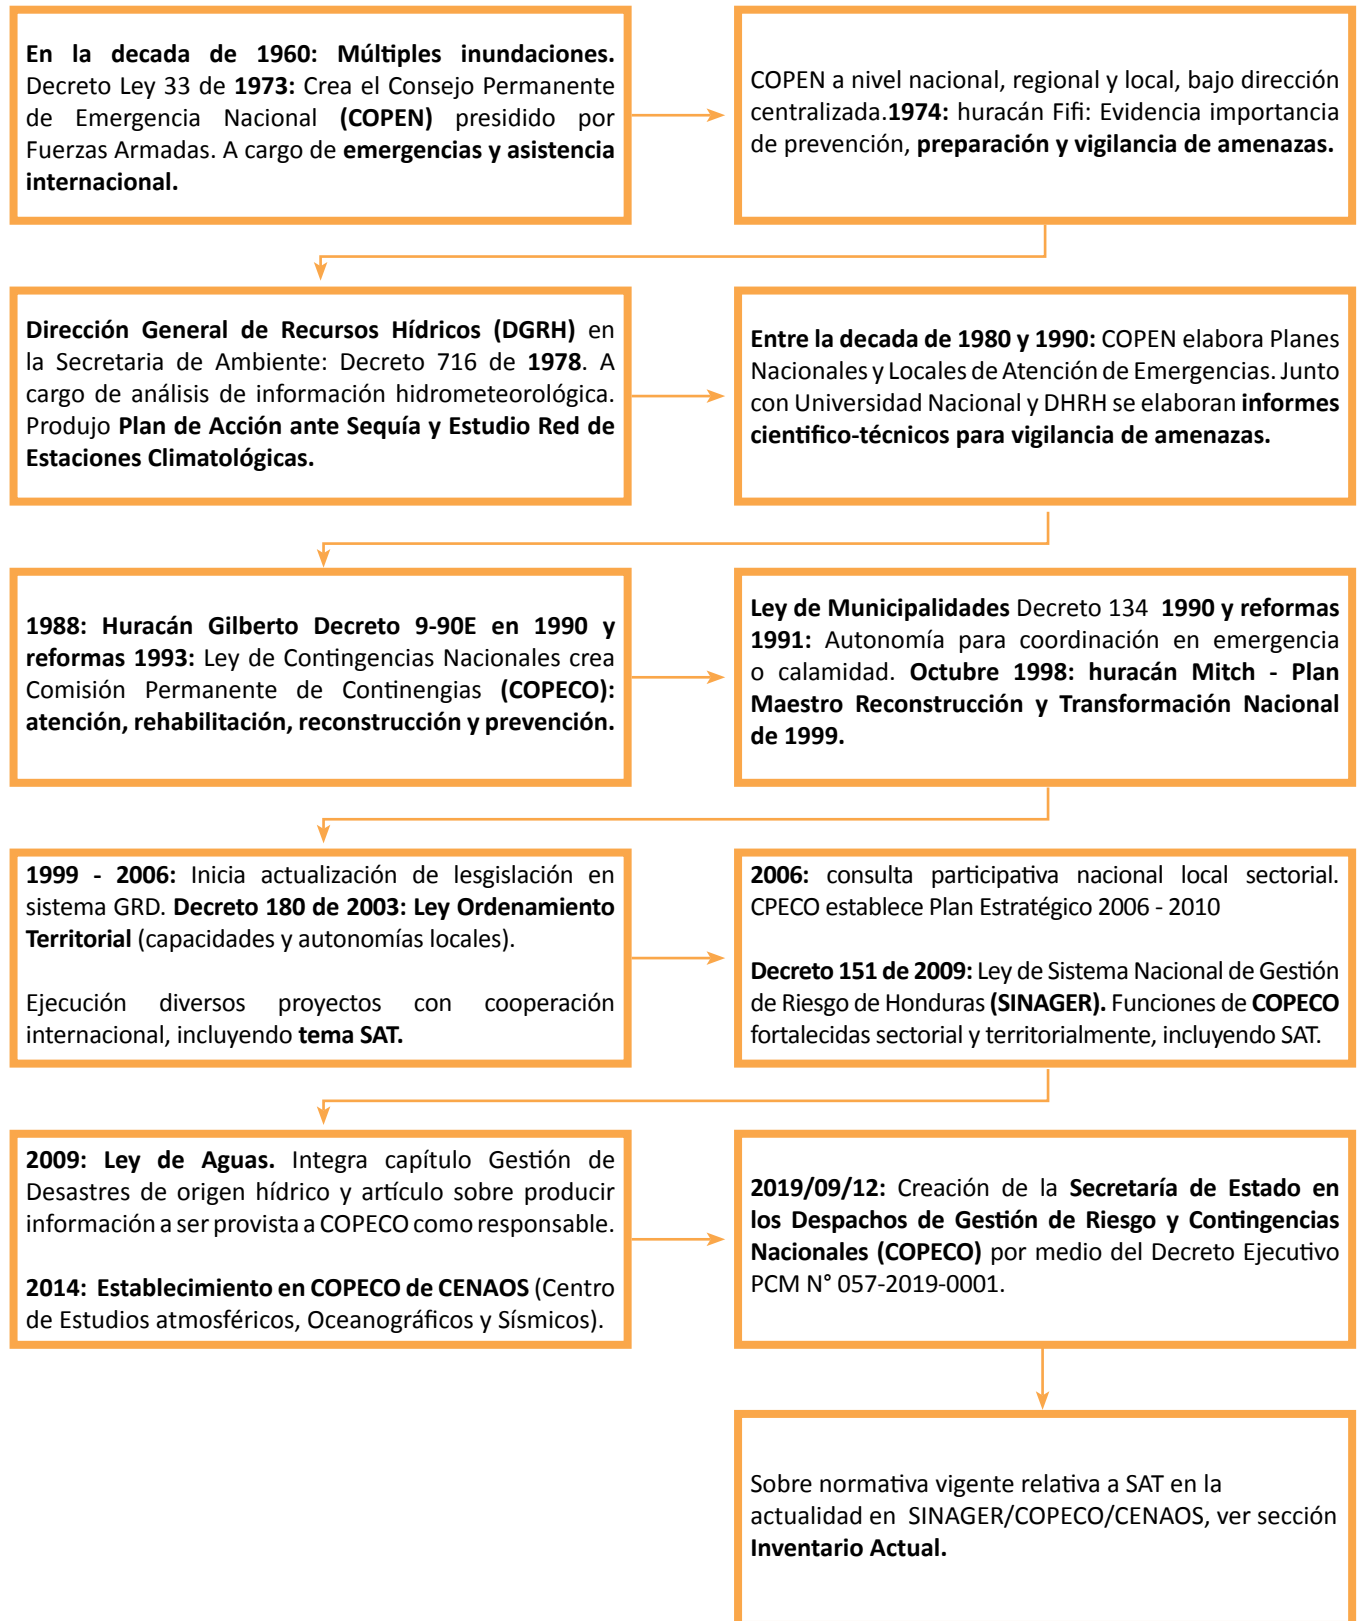 En la decada de 1960: Múltiples inundaciones.
Decreto Ley 33 de 1973: Crea el Consejo Permanente
de Emergencia Nacional (COPEN) presidido por
Fuerzas Armadas. A cargo de emergencias y asistencia
internacional.
COPEN a nivel nacional, regional y local, bajo dirección
centralizada.1974: huracán Fifi: Evidencia importancia
de prevención, preparación y vigilancia de amenazas.
Dirección General de Recursos Hídricos (DGRH) en
la Secretaria de Ambiente: Decreto 716 de 1978. A
cargo de análisis de información hidrometeorológica.
Produjo Plan de Acción ante Sequía y Estudio Red de
Estaciones Climatológicas.
Entre la decada de 1980 y 1990: COPEN elabora Planes
Nacionales y Locales de Atención de Emergencias. Junto
con Universidad Nacional y DHRH se elaboran informes
científico-técnicos para vigilancia de amenazas.
1988: Huracán Gilberto Decreto 9-90E en 1990 y
reformas 1993: Ley de Contingencias Nacionales crea
Comisión Permanente de Continengias (COPECO):
atención, rehabilitación, reconstrucción y prevención.
Ley de Municipalidades Decreto 134 1990 y reformas
1991: Autonomía para coordinación en emergencia
o calamidad. Octubre 1998: huracán Mitch - Plan
Maestro Reconstrucción y Transformación Nacional
de 1999.
1999 - 2006: Inicia actualización de lesgislación en
sistema GRD. Decreto 180 de 2003: Ley Ordenamiento
Territorial (capacidades y autonomías locales).
Ejecución diversos proyectos con cooperación
internacional, incluyendo tema SAT.
2006: consulta participativa nacional local sectorial.
CPECO establece Plan Estratégico 2006 - 2010
Decreto 151 de 2009: Ley de Sistema Nacional de Gestión
de Riesgo de Honduras (SINAGER). Funciones de COPECO
fortalecidas sectorial y territorialmente, incluyendo SAT.
2009: Ley de Aguas. Integra capítulo Gestión de
Desastres de origen hídrico y artículo sobre producir
información a ser provista a COPECO como responsable.
2014: Establecimiento en COPECO de CENAOS (Centro
de Estudios atmosféricos, Oceanográficos y Sísmicos).
2019/09/12: Creación de la Secretaría de Estado en
los Despachos de Gestión de Riesgo y Contingencias
Nacionales (COPECO) por medio del Decreto Ejecutivo
PCM N° 057-2019-0001.
Sobre normativa vigente relativa a SAT en la
actualidad en SINAGER/COPECO/CENAOS, ver sección
Inventario Actual.